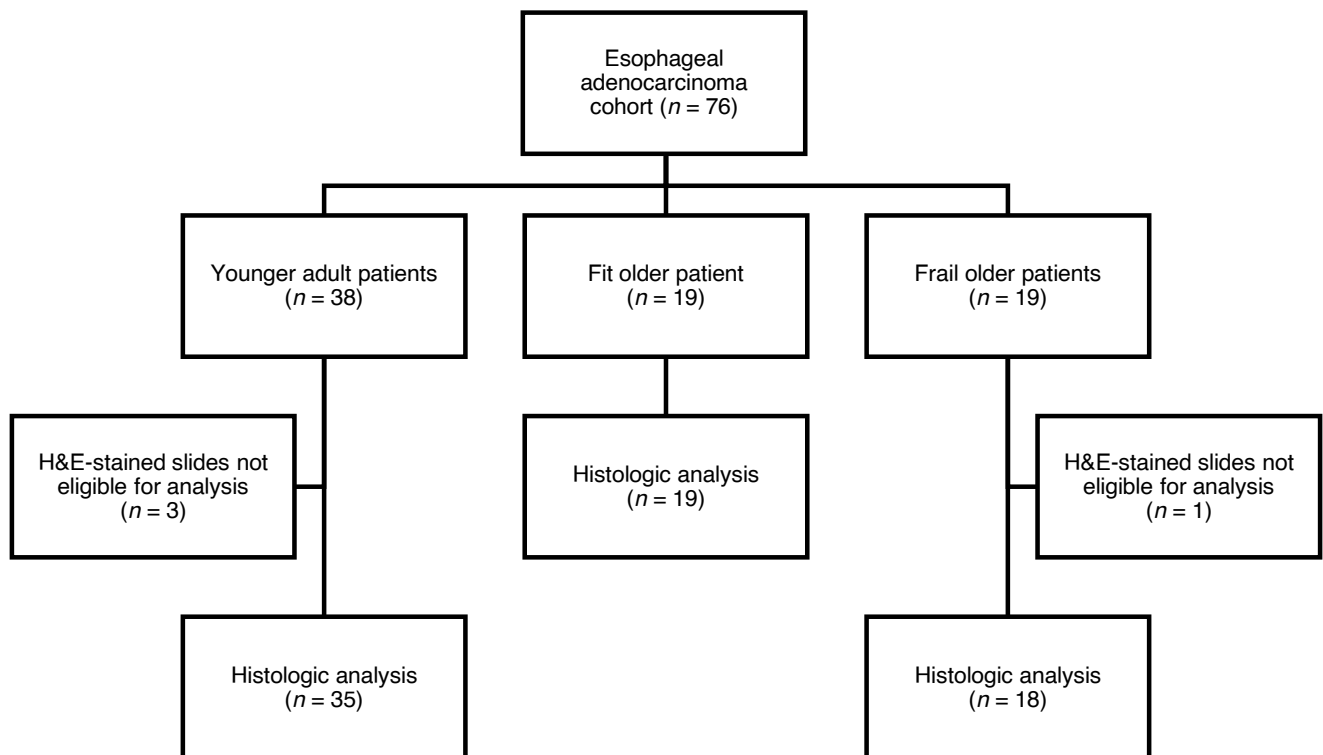 Esophageal
adenocarcinoma
cohort (n = 76)
Younger adult patients
(n = 38)
Fit older patient
(n = 19)
Frail older patients
(n = 19)
H&E-stained slides not
eligible for analysis
(n = 3)
Histologic analysis
(n = 19)
H&E-stained slides not
eligible for analysis
(n = 1)
Histologic analysis
(n = 35)
Histologic analysis
(n = 18)